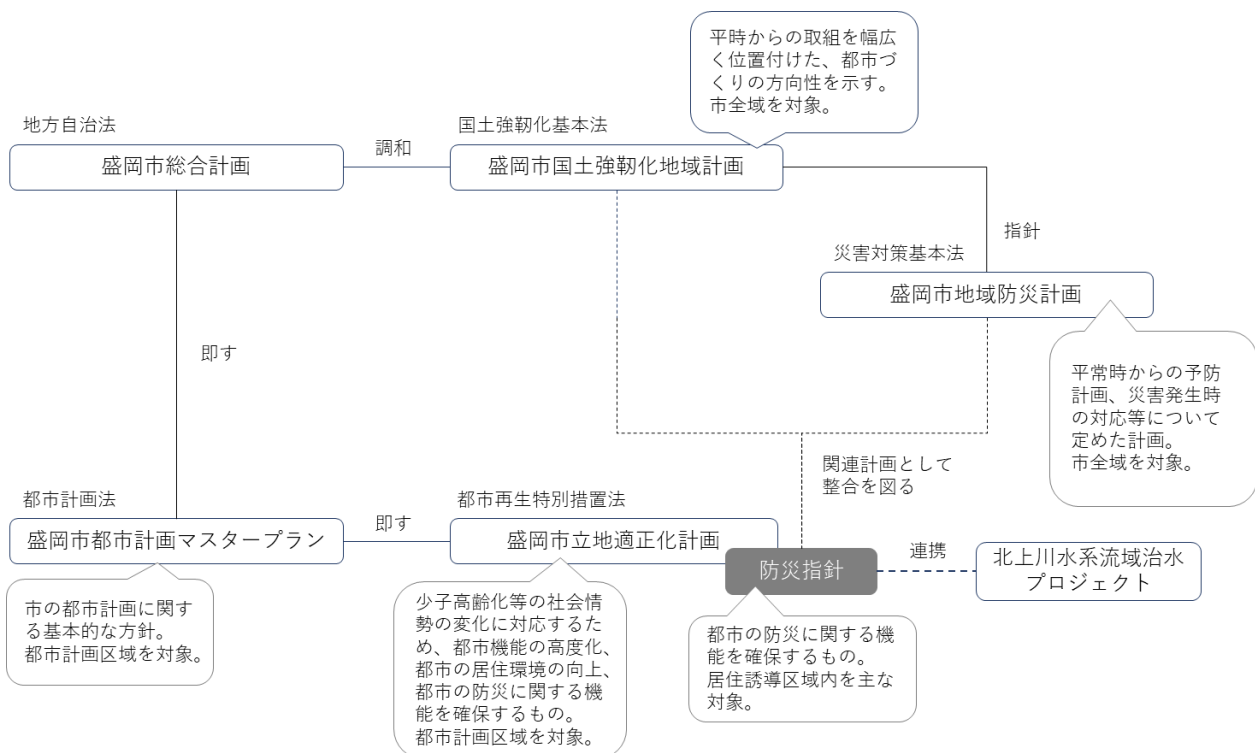 平時からの取組を幅広
く位置付けた、都市づ
くりの方向性を示す。
市全域を対象。
地方自治法
国土強靭化基本法
盛岡市総合計画
調和
盛岡市国土強靭化地域計画
指針
災害対策基本法
盛岡市地域防災計画
即す
平常時からの予防
計画、災害発生時
の対応等について
定めた計画。
市全域を対象。
関連計画として
整合を図る
都市計画法
都市再生特別措置法
盛岡市都市計画マスタープラン
即す
盛岡市立地適正化計画
防災指針
連携
北上川水系流域治水
プロジェクト
市の都市計画に関す
る基本的な方針。
都市計画区域を対象。
少子高齢化等の社会情
勢の変化に対応するた
め、都市機能の高度化、
都市の居住環境の向上、
都市の防災に関する機
能を確保するもの。
都市計画区域を対象。
都市の防災に関する機
能を確保するもの。
居住誘導区域内を主な
対象。